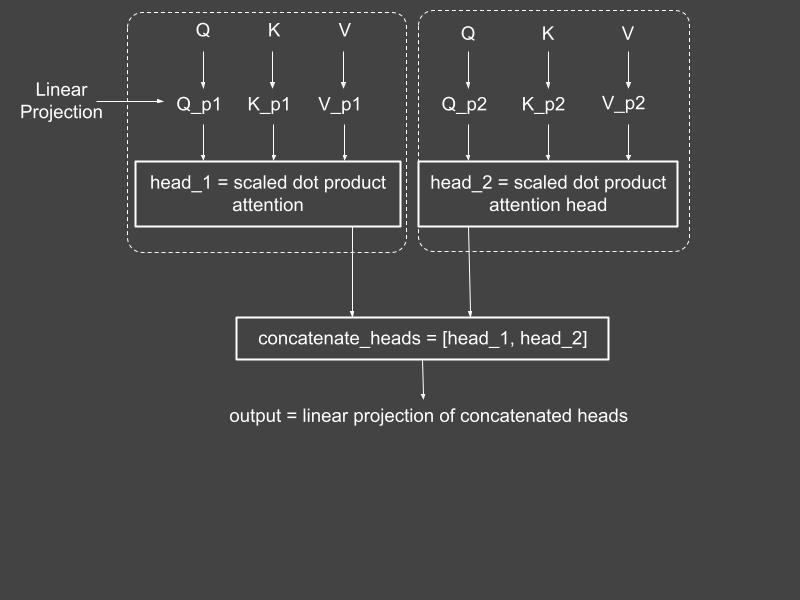 Q K V
Q K V
Linear
Projection
Q_p1 K_p1 V_p1
Q_p2 K_p2 V_p2
head_1 = scaled dot product
attention
head_2 = scaled dot product
attention head
concatenate_heads = [head_1, head_2]
output = linear projection of concatenated heads